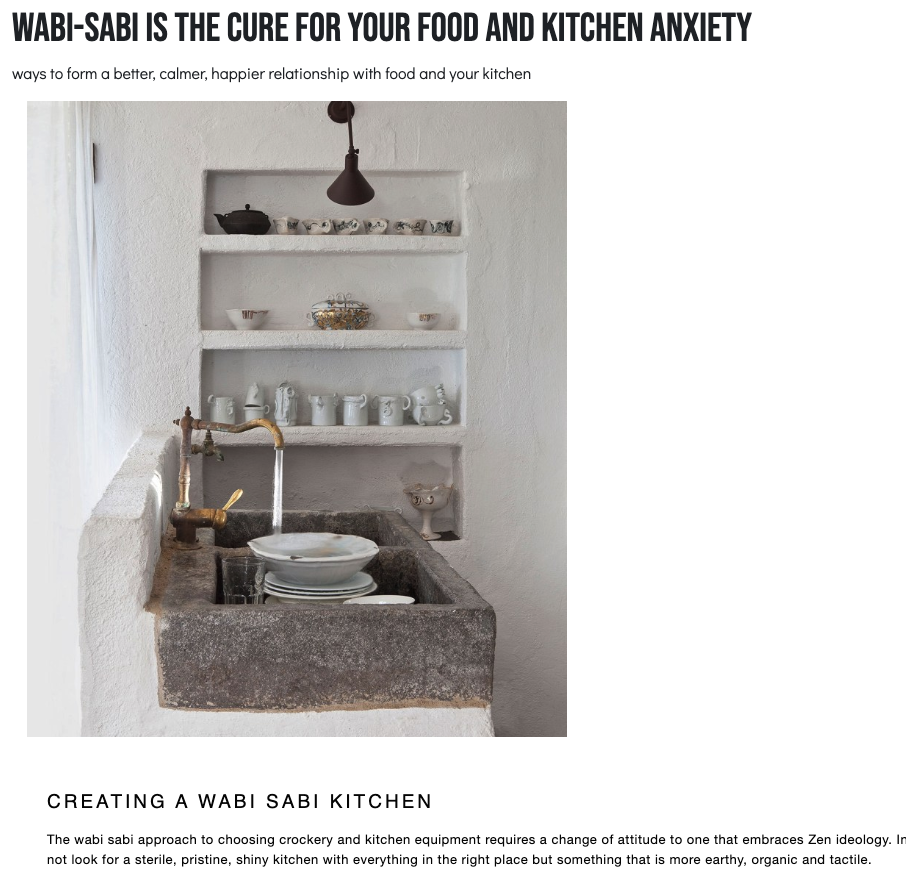 WABI-SABI IS THE CURE FOR YOUR FOOD AND KITCHEN ANXIETY
ways to form a better, calmer, happier relationship with food and your kitchen
CREATING A WABI SABI KITCHEN
The wabi sabi approach to choosing crockery and kitchen equipment requires a change of attitude to one that embraces Zen ideology. In
not look for a sterile, pristine, shiny kitchen with everything in the right place but something that is more earthy, organic and tactile.